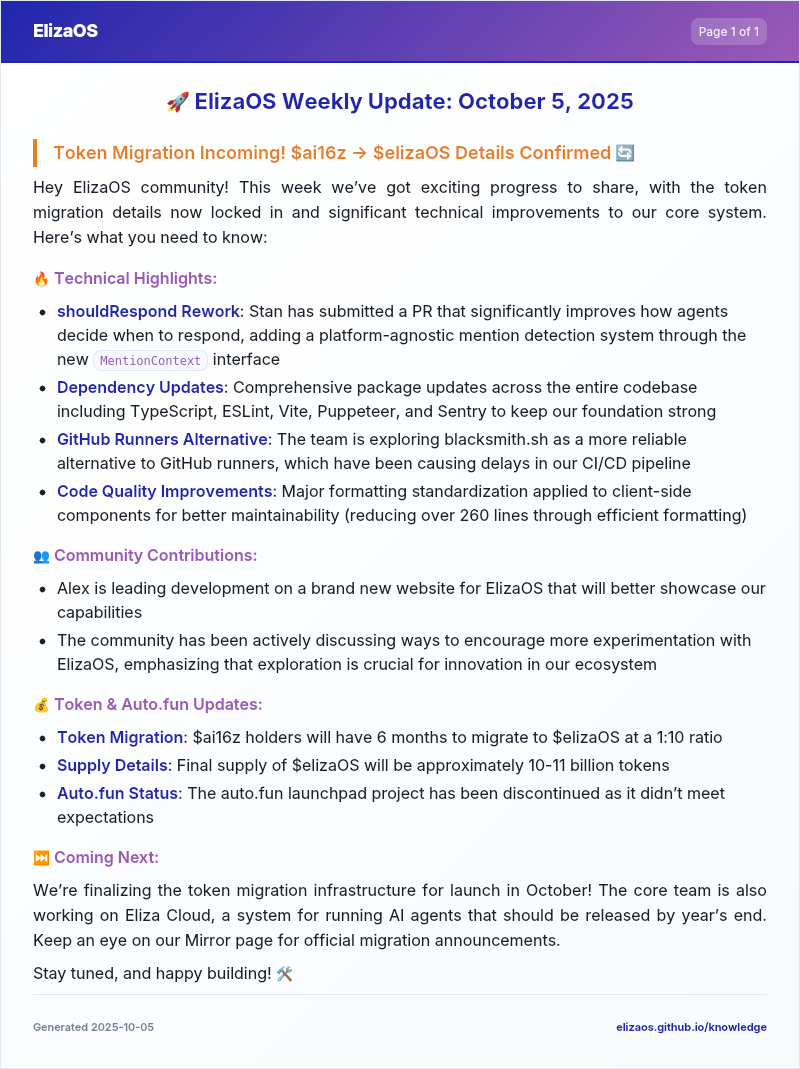 ElizaOS
Page 1 of 1
🚀 ElizaOS Weekly Update: October 5, 2025
Token Migration Incoming! $ai16z → $elizaOS Details Confirmed 🔄
Hey ElizaOS community! This week we’ve got exciting progress to share, with the token
migration details now locked in and significant technical improvements to our core system.
Here’s what you need to know:
🔥 Technical Highlights:
• shouldRespond Rework: Stan has submitted a PR that significantly improves how agents
decide when to respond, adding a platform-agnostic mention detection system through the
new MentionContext interface
• Dependency Updates: Comprehensive package updates across the entire codebase
including TypeScript, ESLint, Vite, Puppeteer, and Sentry to keep our foundation strong
• GitHub Runners Alternative: The team is exploring blacksmith.sh as a more reliable
alternative to GitHub runners, which have been causing delays in our CI/CD pipeline
• Code Quality Improvements: Major formatting standardization applied to client-side
components for better maintainability (reducing over 260 lines through efficient formatting)
👥 Community Contributions:
• Alex is leading development on a brand new website for ElizaOS that will better showcase our
capabilities
• The community has been actively discussing ways to encourage more experimentation with
ElizaOS, emphasizing that exploration is crucial for innovation in our ecosystem
💰 Token & Auto.fun Updates:
• Token Migration: $ai16z holders will have 6 months to migrate to $elizaOS at a 1:10 ratio
• Supply Details: Final supply of $elizaOS will be approximately 10-11 billion tokens
• Auto.fun Status: The auto.fun launchpad project has been discontinued as it didn’t meet
expectations
⏭️ Coming Next:
We’re finalizing the token migration infrastructure for launch in October! The core team is also
working on Eliza Cloud, a system for running AI agents that should be released by year’s end.
Keep an eye on our Mirror page for official migration announcements.
Stay tuned, and happy building! 🛠️
Generated 2025-10-05
elizaos.github.io/knowledge